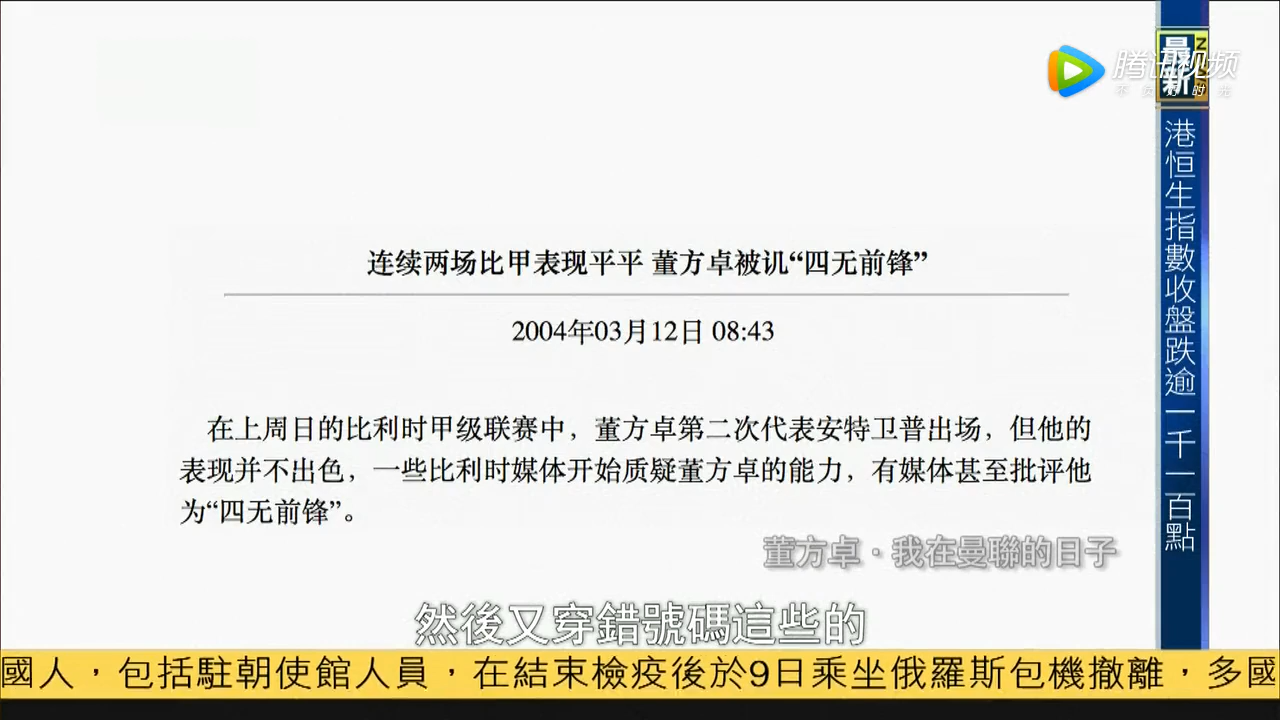 连续两场比甲表现平平 董方卓被讥“四无前锋”
2004年03月12日 08:43
在上周日的比利时甲级联赛中，董方卓第二次代表安特卫普出场，但他的
表现并不出色，一些比利时媒体开始质疑董方卓的能力，有媒体甚至批评他
为“四无前锋”。
董方卓·我在曼聯的日子
然後又穿錯號碼這些的
國人，包括駐朝使館人員，在結束檢疫後於9日乘坐俄羅斯包機撤離，多國
腾讯视频
不负好时光
最新
港恒生指數收盤跌逾一千一百點